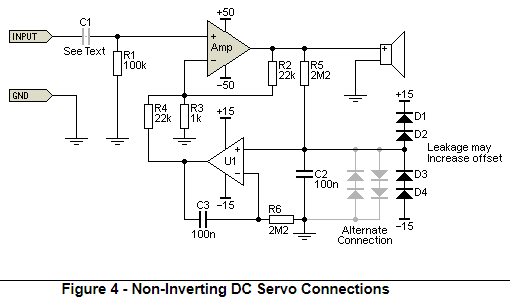 +50
+
Amp
−
−50
INPUT
C1
See Text
R1
100k
R2
22k
R5
2M2
+
GND
R4
22k
R3
1k
+15
+
U1
−
−15
C3
100n
R6
2M2
C2
100n
+15
D1
D2
Leakage may
Increase offset
D3
D4
−15
Alternate
Connection
Figure 4 - Non-Inverting DC Servo Connections